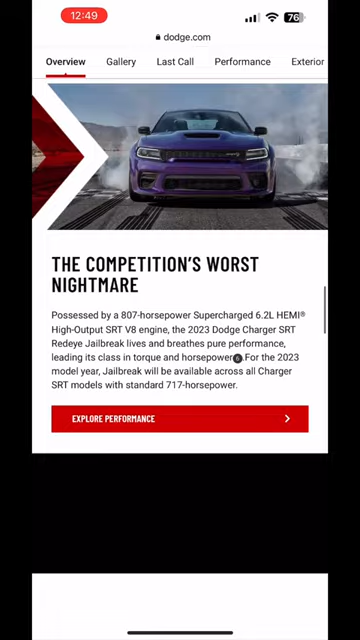 12:49
76
dodge.com
Overview Gallery Last Call Performance Exterior
THE COMPETITION'S WORST
NIGHTMARE
Possessed by a 807-horsepower Supercharged 6.2L HEMI®
High-Output SRT V8 engine, the 2023 Dodge Charger SRT
Redeye Jailbreak lives and breathes pure performance,
leading its class in torque and horsepower.For the 2023
model year, Jailbreak will be available across all Charger
SRT models with standard 717-horsepower.
EXPLORE PERFORMANCE